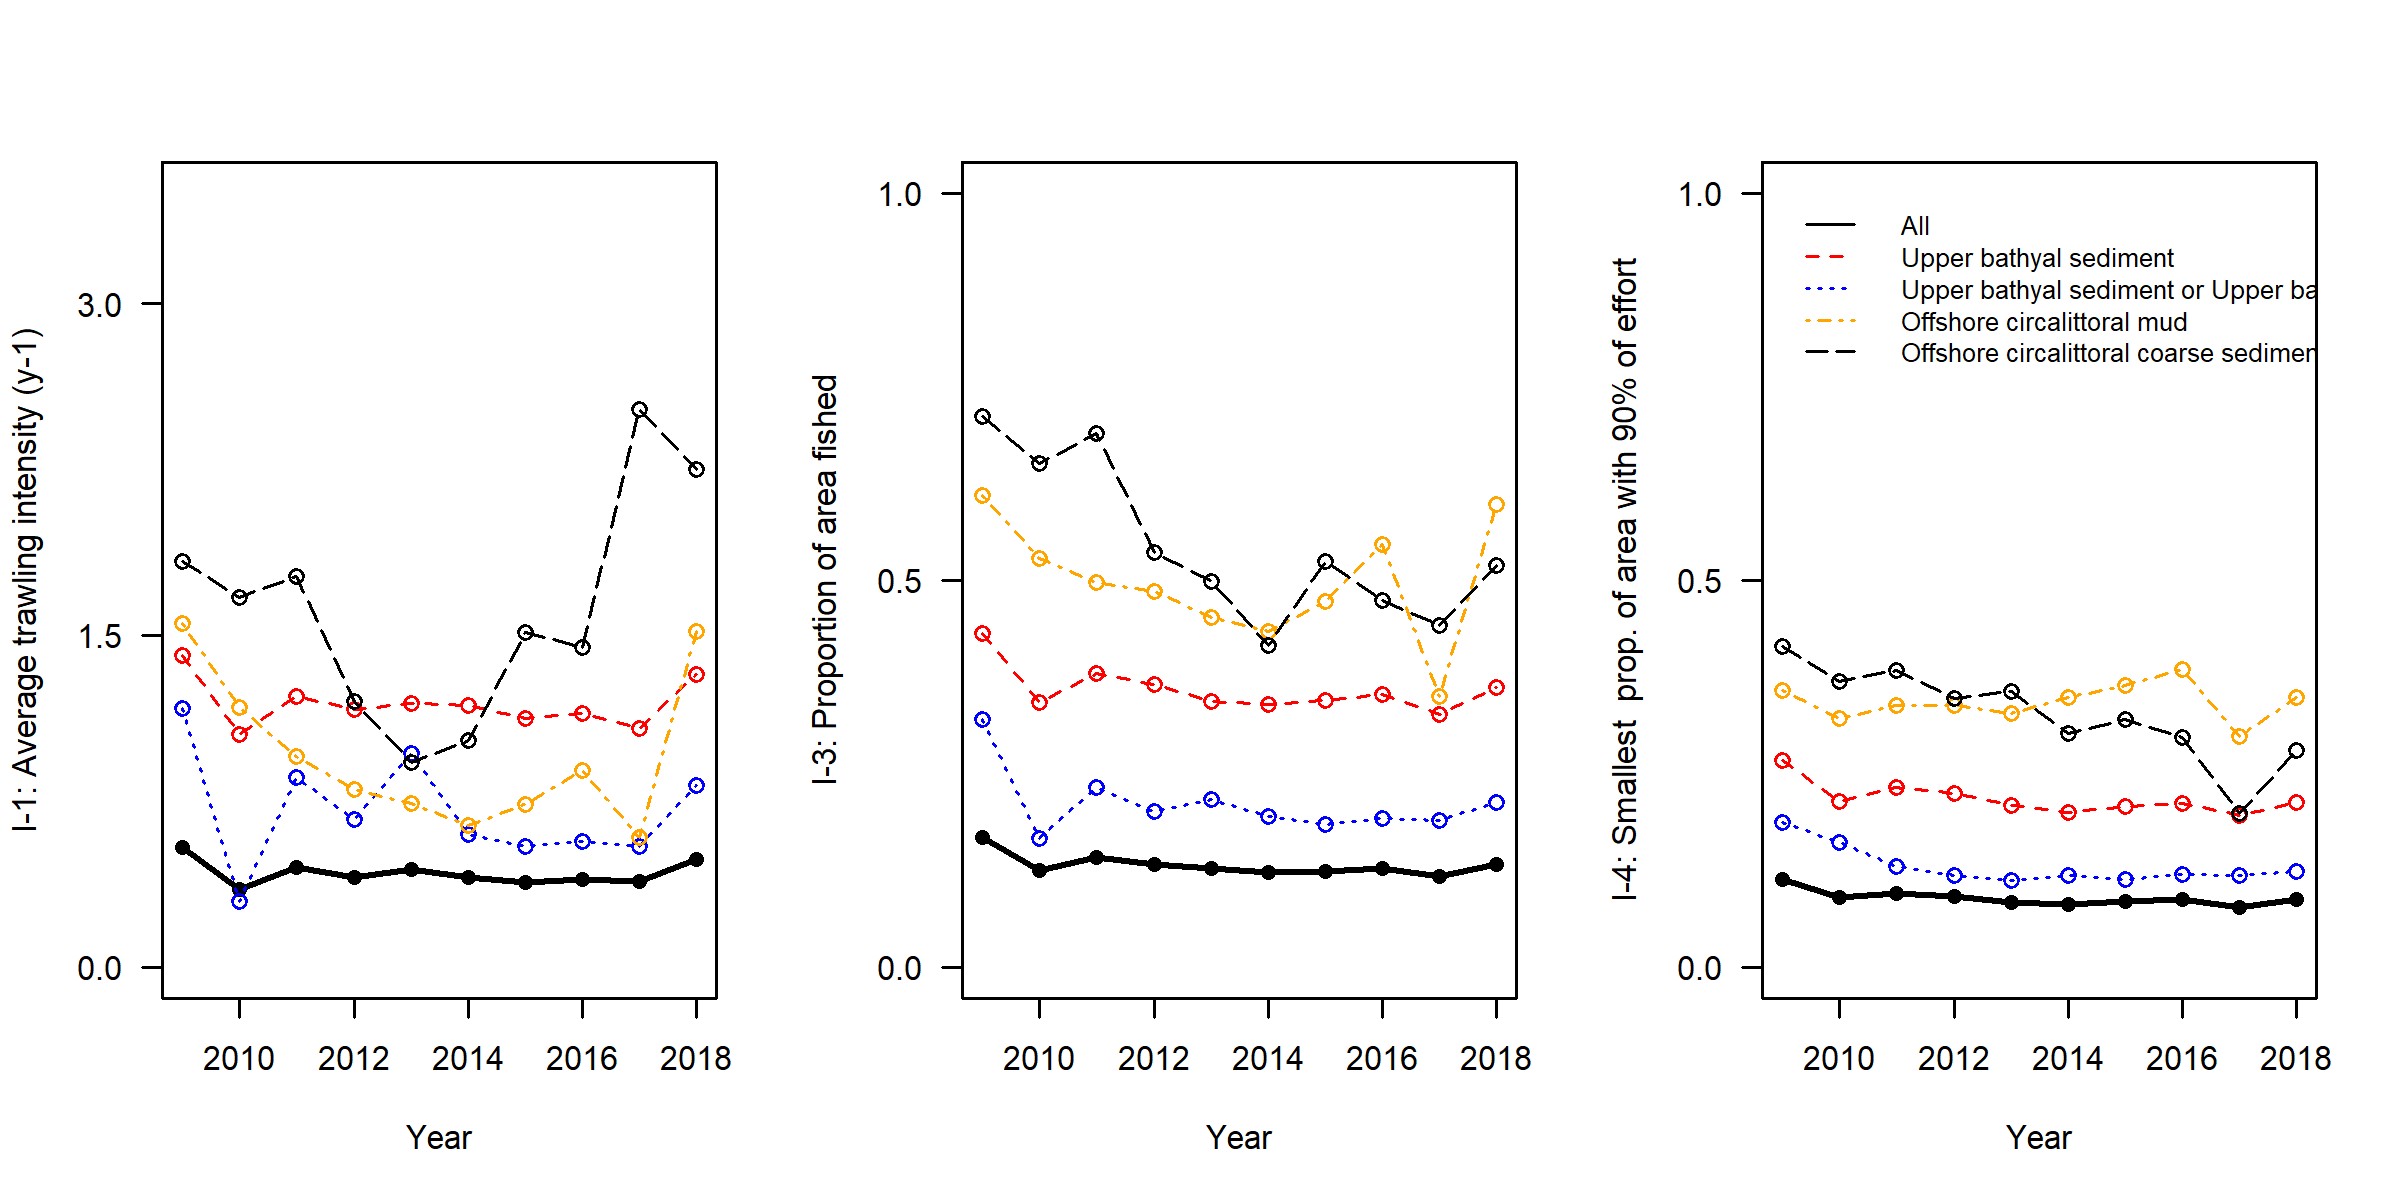 I-1: Average trawling intensity (y-1)
3.0
1.5
0.0
2010 2012 2014 2016 2018
Year
I-3: Proportion of area fished
1.0
0.5
0.0
2010 2012 2014 2016 2018
Year
I-4: Smallest prop. of area with 90% of effort
1.0
0.5
0.0
All
Upper bathyal sediment
Upper bathyal sediment or Upper ba
Offshore circalittoral mud
Offshore circalittoral coarse sedimen
2010 2012 2014 2016 2018
Year